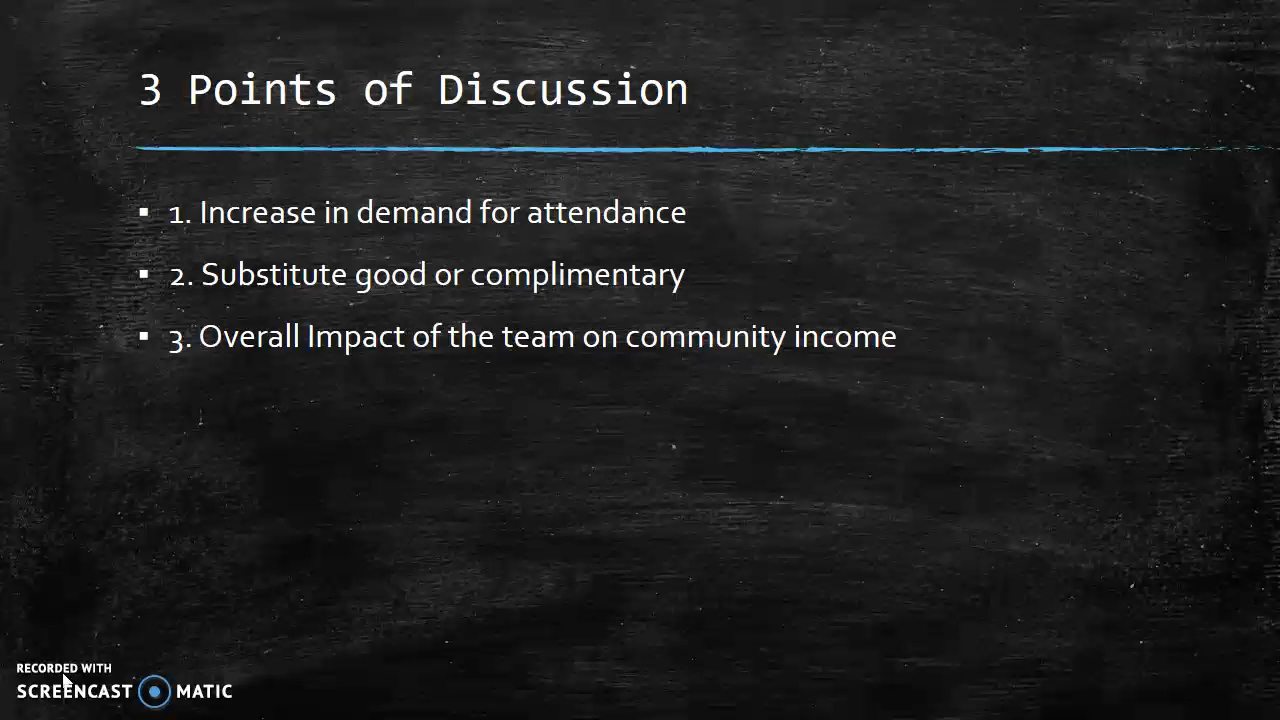 3 Points of Discussion
▪ 1. Increase in demand for attendance
▪ 2. Substitute good or complimentary
▪ 3. Overall Impact of the team on community income
RECORDED WITH
SCREENCAST MATIC